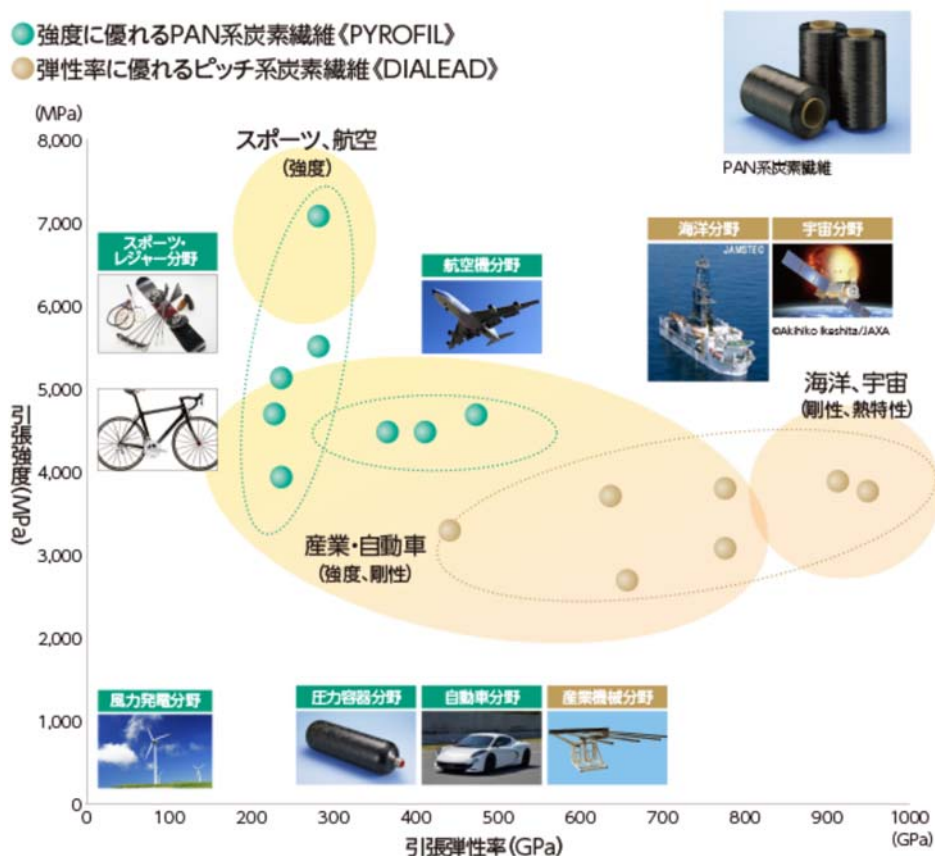 強度に優れるPAN系炭素繊維《PYROFIL》
弾性率に優れるピッチ系炭素繊維《DIALEAD》
(MPa)
8,000
7,000
6,000
5,000
4,000
3,000
2,000
1,000
0
引張強度(MPa)
スポーツ、航空
(強度)
PAN系炭素繊維
スポーツ・
レジャー分野
航空機分野
海洋分野
JAMSTEC
宇宙分野
©Akihiko Ikeshita/JAXA
海洋、宇宙
(剛性、熱特性)
産業・自動車
(強度、剛性)
風力発電分野
圧力容器分野
自動車分野
産業機械分野
0 100 200 300 400 500 600 700 800 900 1000
(GPa)
引張弾性率(GPa)